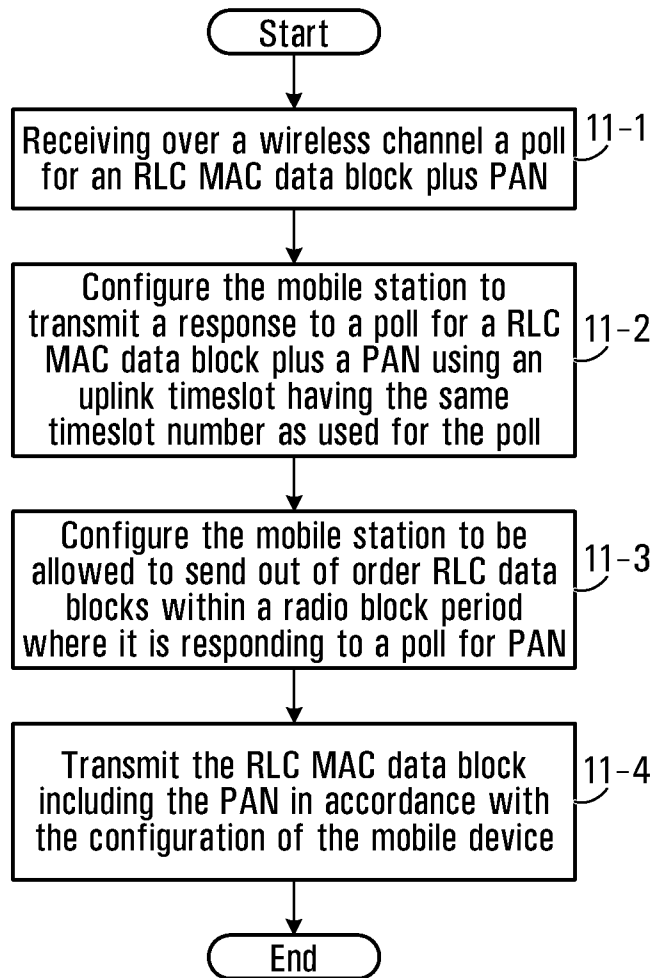 Start
Receiving over a wireless channel a poll
for an RLC MAC data block plus PAN
11-1
Configure the mobile station to
transmit a response to a poll for a RLC
MAC data block plus a PAN using an
uplink timeslot having the same
timeslot number as used for the poll
11-2
Configure the mobile station to be
allowed to send out of order RLC data
blocks within a radio block period
where it is responding to a poll for PAN
11-3
Transmit the RLC MAC data block
including the PAN in accordance with
the configuration of the mobile device
11-4
End